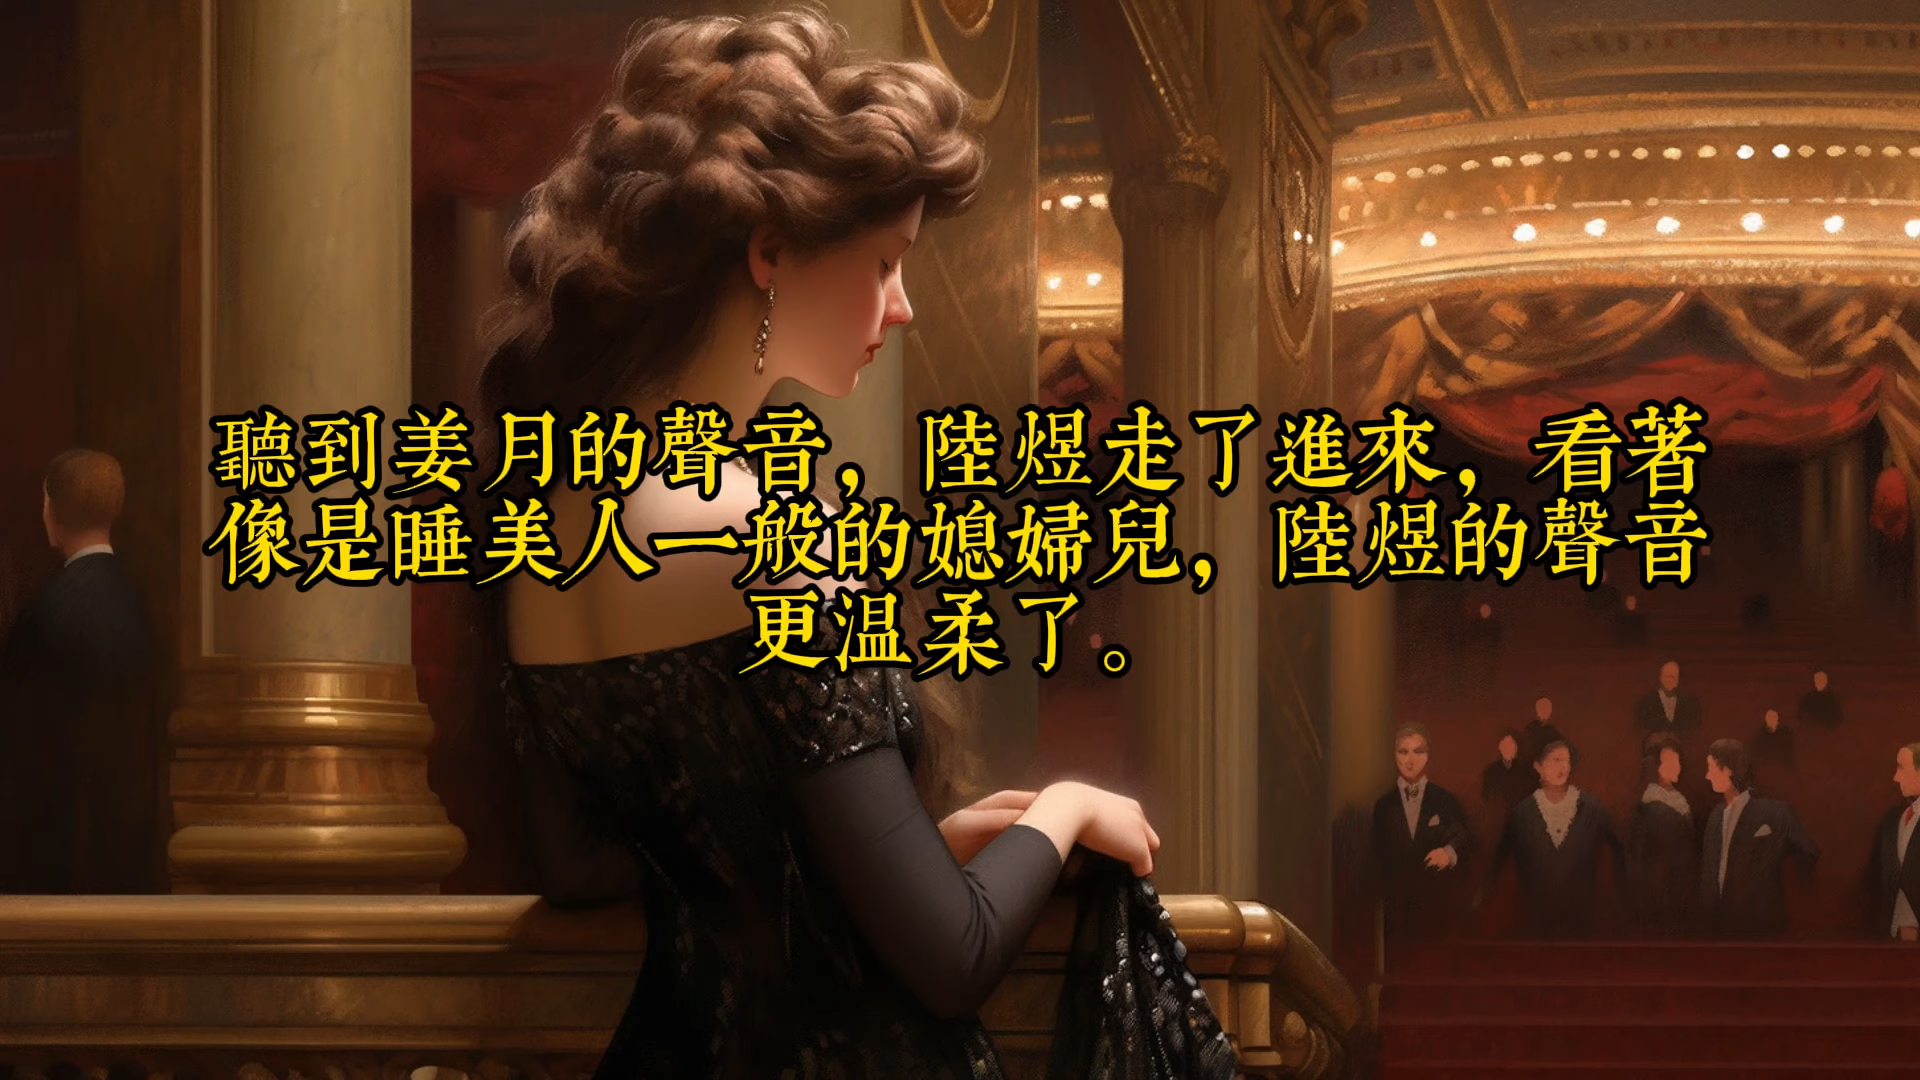 聽到姜月的聲音，陸煜走了進來，看著
像是睡美人一般的媳婦兒，陸煜的聲音
更温柔了。